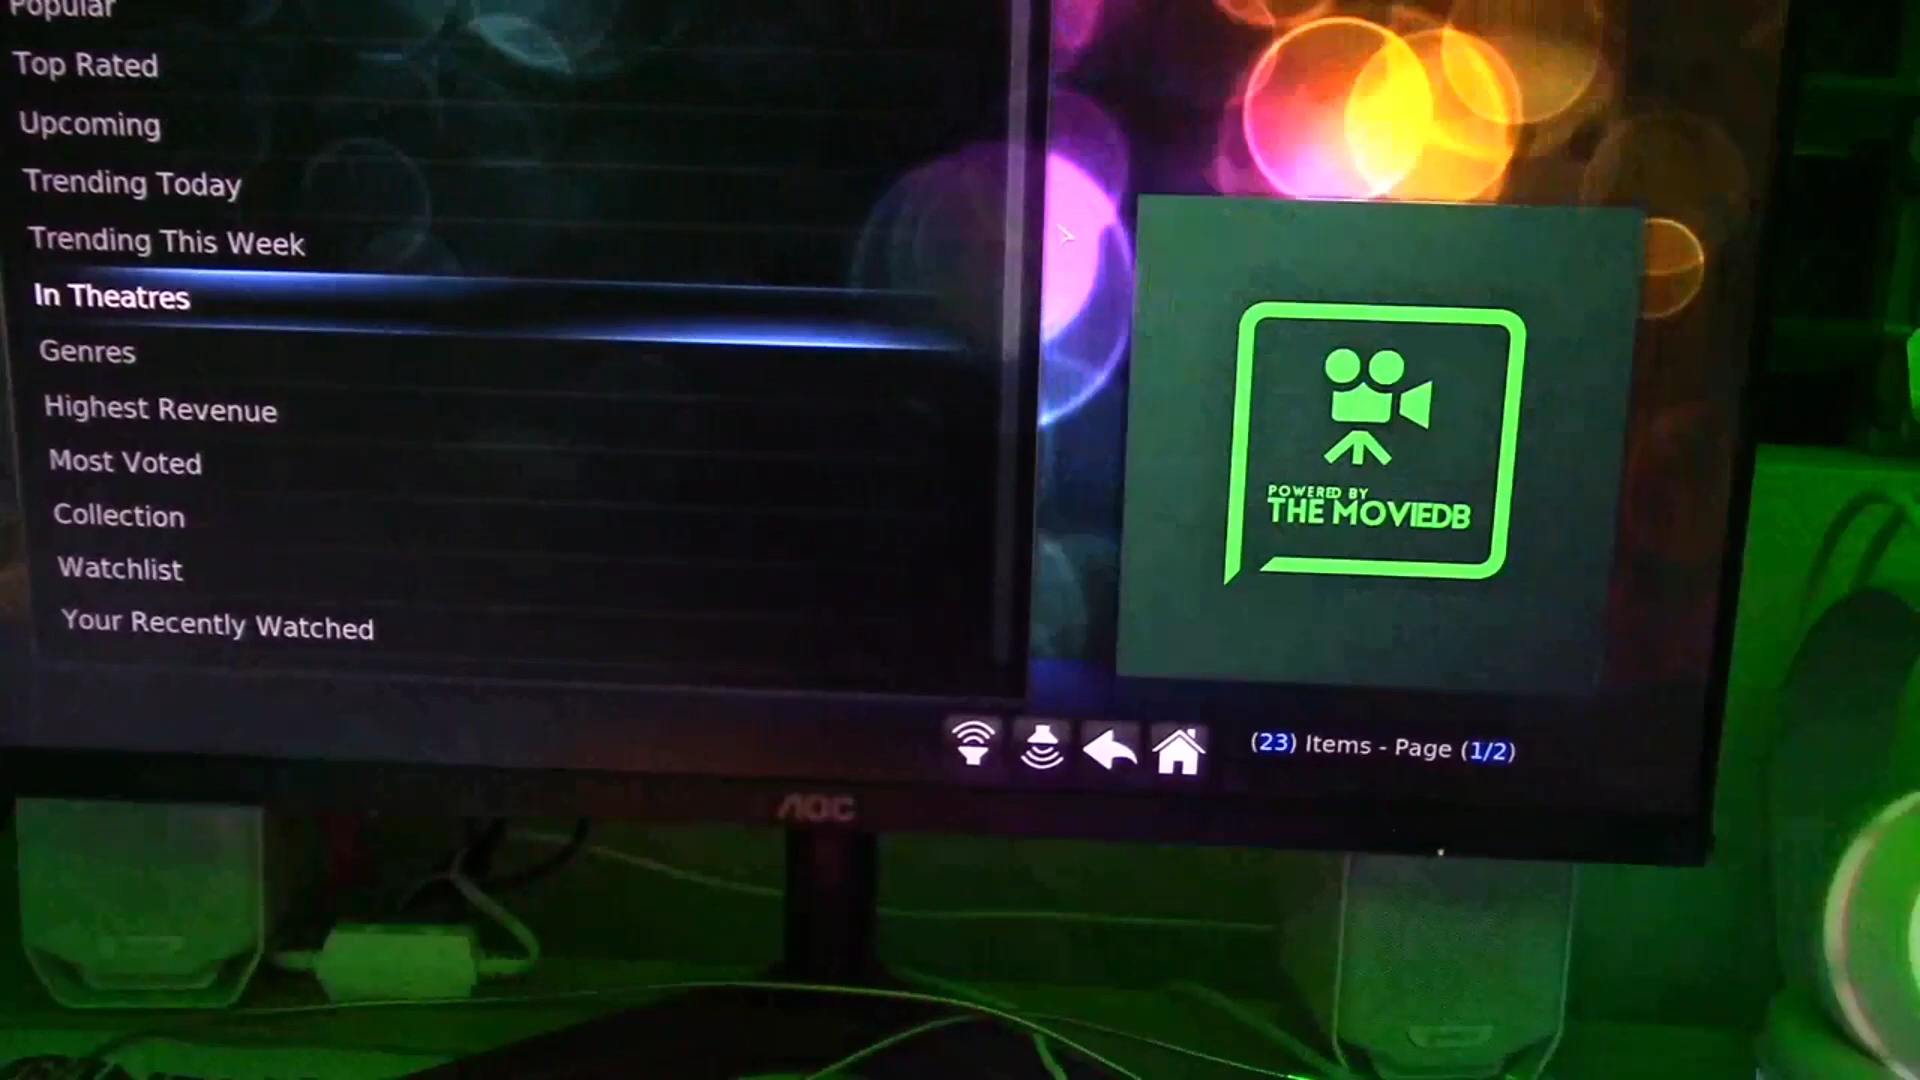 Popular
Top Rated
Upcoming
Trending Today
Trending This Week
In Theatres
Genres
Highest Revenue
Most Voted
Collection
Watchlist
Your Recently Watched
POWERED BY
THE MOVIEDB
(23) Items - Page (1/2)
AOC